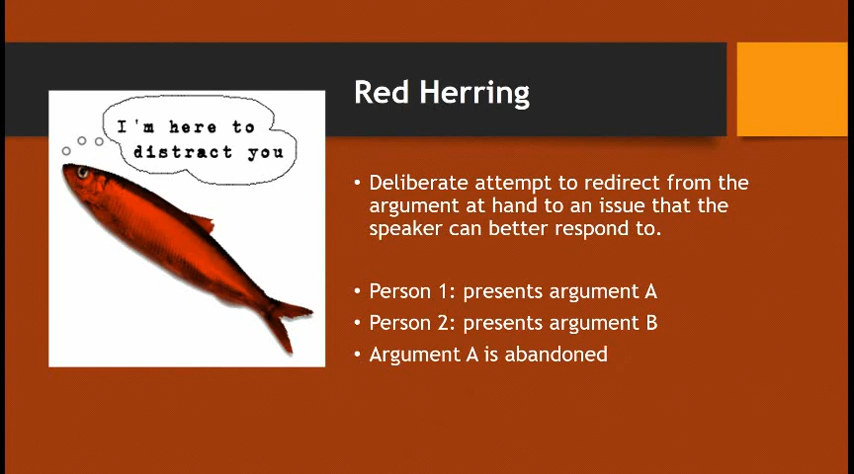 Red Herring
I'm here to
distract you
• Deliberate attempt to redirect from the
argument at hand to an issue that the
speaker can better respond to.
• Person 1: presents argument A
• Person 2: presents argument B
• Argument A is abandoned